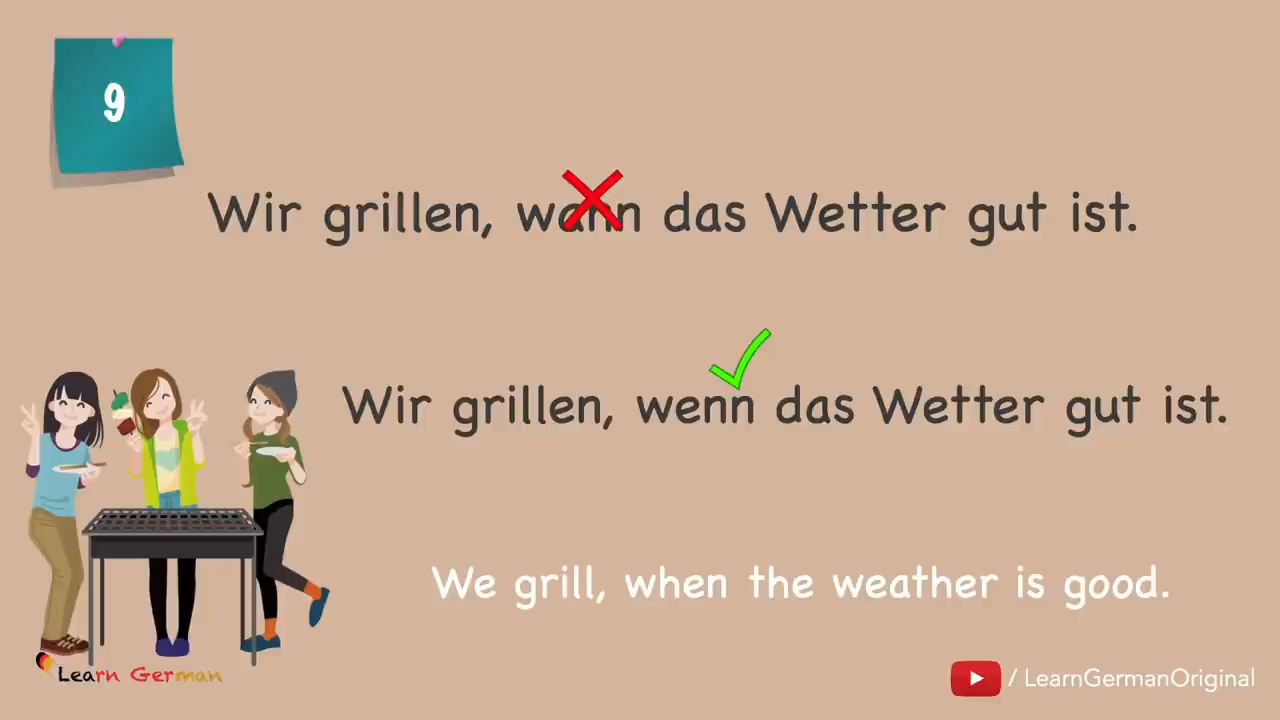 9
Wir grillen, wann das Wetter gut ist.
Wir grillen, wenn das Wetter gut ist.
We grill, when the weather is good.
Learn German
/ LearnGermanOriginal